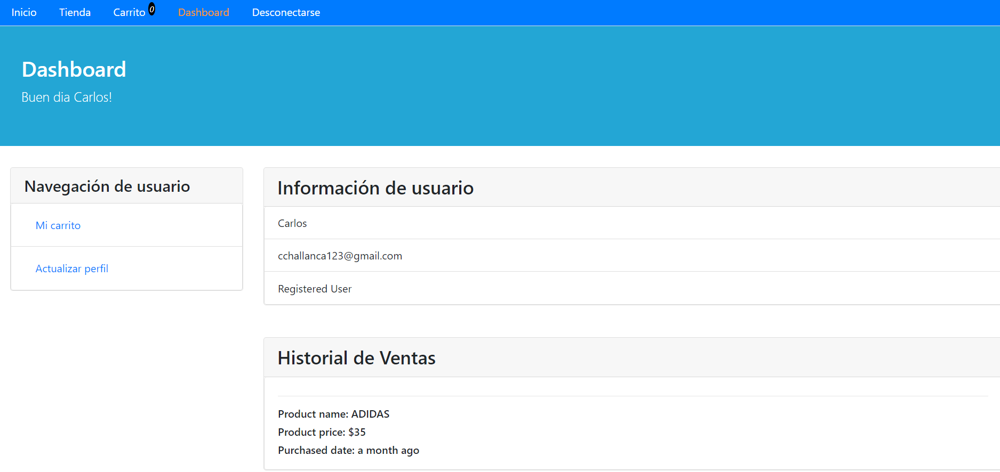 Inicio Tienda Carrito 0 Dashboard Desconectarse
Dashboard
Buen dia Carlos!
Navegación de usuario
Mi carrito
Actualizar perfil
Información de usuario
Carlos
cchallanca123@gmail.com
Registered User
Historial de Ventas
Product name: ADIDAS
Product price: $35
Purchased date: a month ago